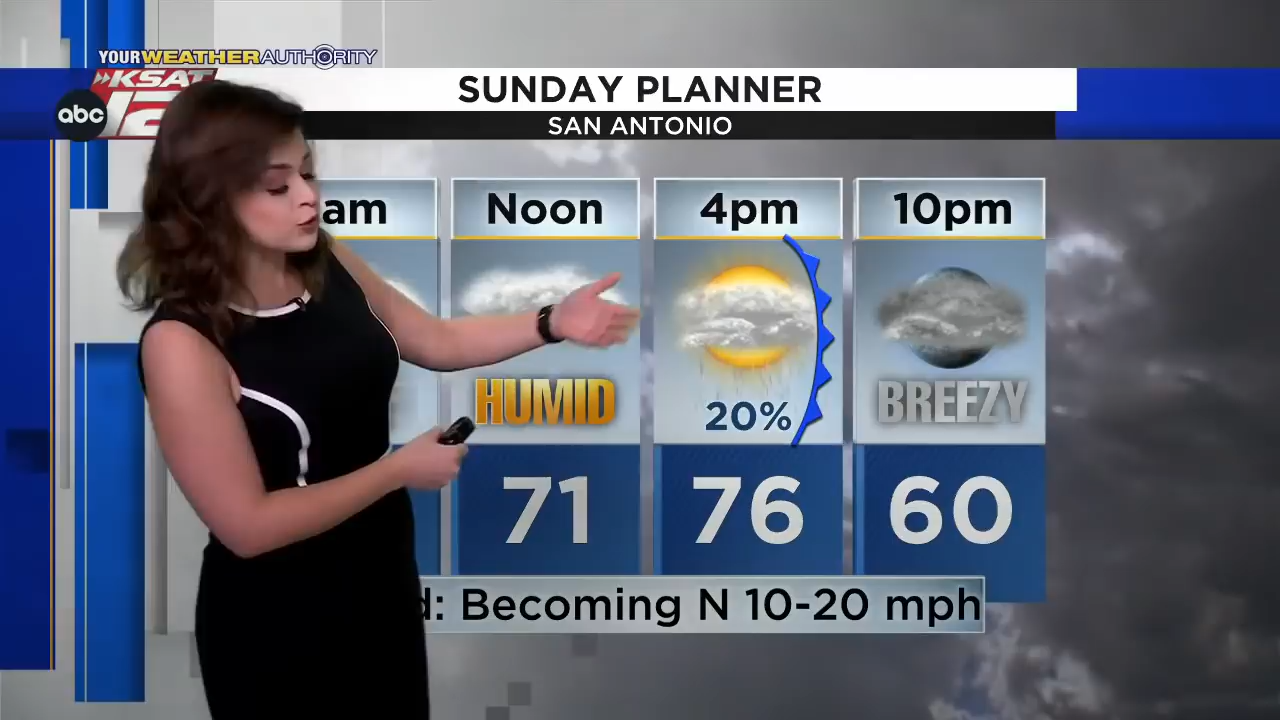 YOUR WEATHER AUTHORITY
KSAT
abc 12
SUNDAY PLANNER
SAN ANTONIO
am Noon 4pm 10pm
HUMID 20% BREEZY
71 76 60
: Becoming N 10-20 mph